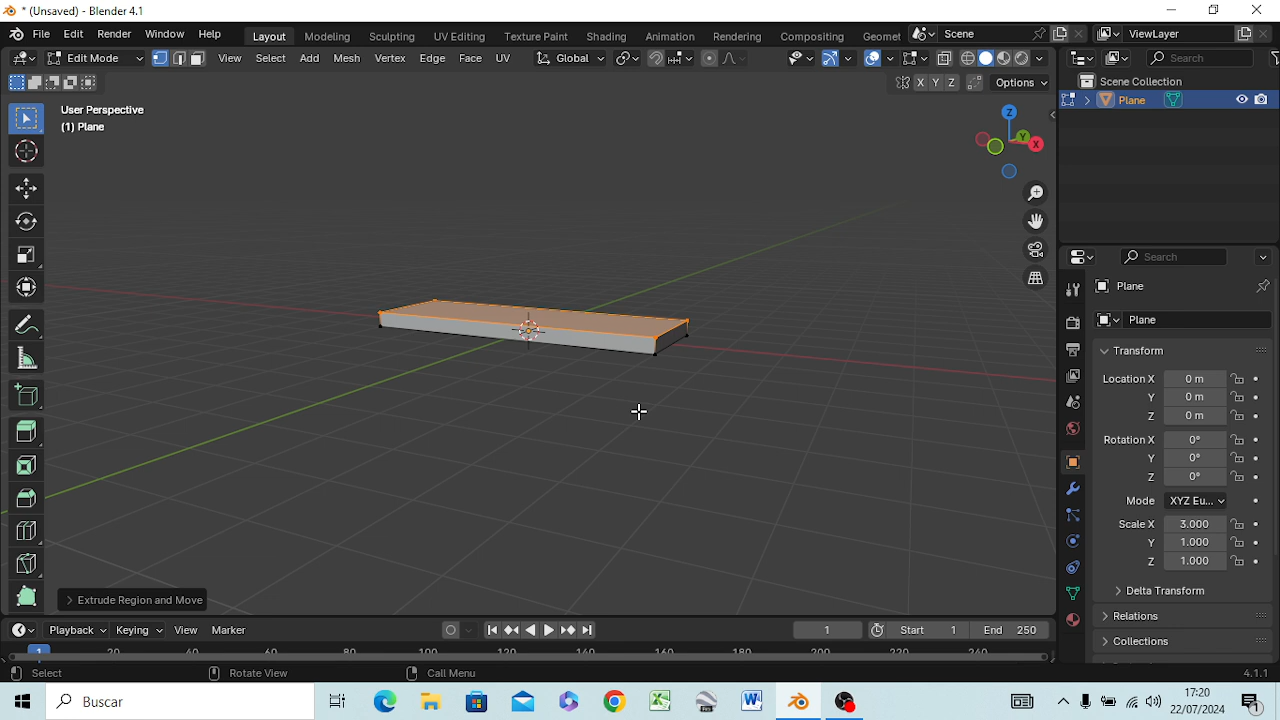 * (Unsaved) - Blender 4.1
File Edit Render Window Help Layout Modeling Sculpting UV Editing Texture Paint Shading Animation Rendering Compositing Geomet Scene ViewLayer
Edit Mode View Select Add Mesh Vertex Edge Face UV Global Search
X Y Z Options Scene Collection
Plane
User Perspective
(1) Plane
Z
Y
X
Search
Plane
Plane
Transform
Location X 0 m
Y 0 m
Z 0 m
Rotation X 0°
Y 0°
Z 0°
Mode XYZ Eu...
Scale X 3.000
Y 1.000
Z 1.000
Delta Transform
Extrude Region and Move
Relations
Playback Keying View Marker 1 Start 1 End 250
Collections
1 20 40 60 80 100 120 140 160 180 200 220 240
Select Rotate View Call Menu 4.1.1
Buscar
17:20
22/07/2024
1